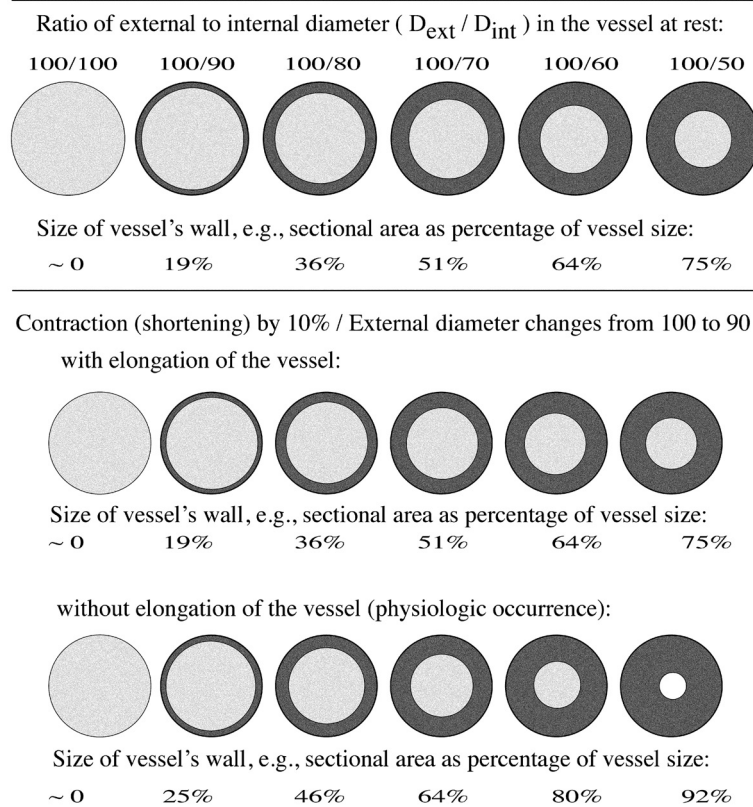 Ratio of external to internal diameter ( Dext / Dint ) in the vessel at rest:
100/100 100/90 100/80 100/70 100/60 100/50
Size of vessel's wall, e.g., sectional area as percentage of vessel size:
~ 0 19% 36% 51% 64% 75%
Contraction (shortening) by 10% / External diameter changes from 100 to 90
with elongation of the vessel:
Size of vessel's wall, e.g., sectional area as percentage of vessel size:
~ 0 19% 36% 51% 64% 75%
without elongation of the vessel (physiologic occurrence):
Size of vessel's wall, e.g., sectional area as percentage of vessel size:
~ 0 25% 46% 64% 80% 92%